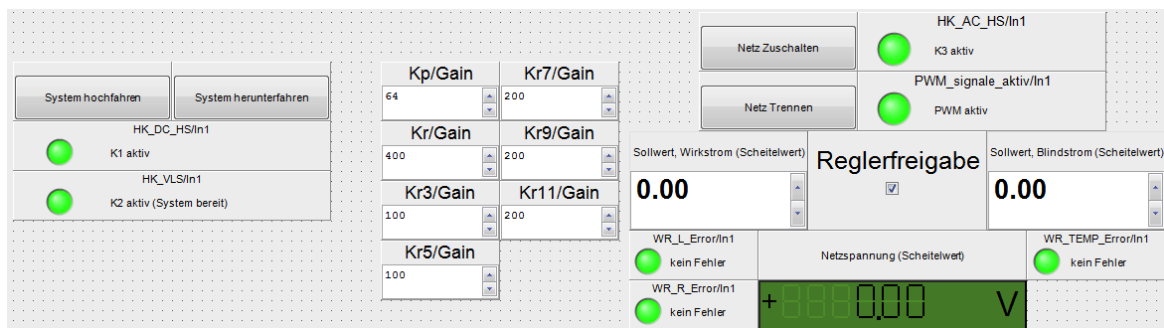 System hochfahren
System herunterfahren
HK_DC_HS/In1
K1 aktiv
HK_VLS/In1
K2 aktiv (System bereit)
Kp/Gain
64
Kr7/Gain
200
Kr/Gain
400
Kr9/Gain
200
Kr3/Gain
100
Kr11/Gain
200
Kr5/Gain
100
Netz Zuschalten
HK_AC_HS/In1
K3 aktiv
Netz Trennen
PWM_signale_aktiv/In1
PWM aktiv
Sollwert, Wirkstrom (Scheitelwert)
0.00
Reglerfreigabe
Sollwert, Blindstrom (Scheitelwert)
0.00
WR_L_Error/In1
kein Fehler
Netzspannung (Scheitelwert)
WR_TEMP_Error/In1
kein Fehler
WR_R_Error/In1
kein Fehler
+ 0.00 V